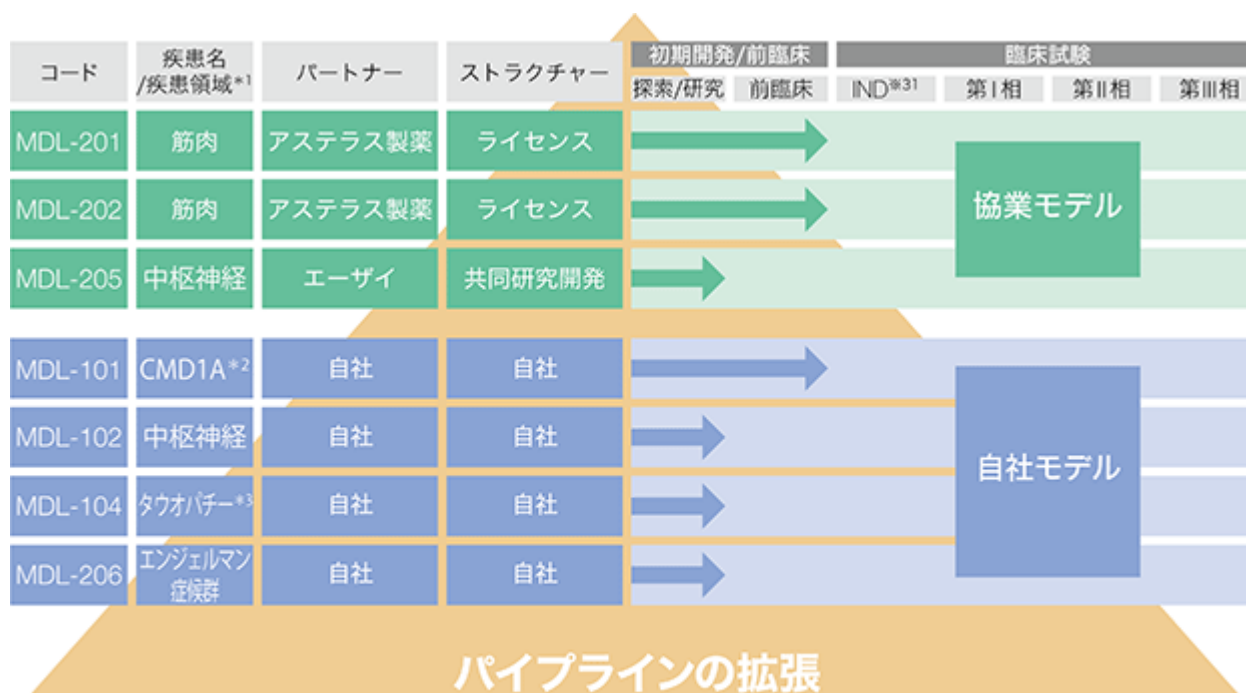 コード
疾患名
/疾患領域*1
パートナー
ストラクチャー
初期開発/前臨床
臨床試験
探索/研究
前臨床
IND※31
第Ⅰ相
第Ⅱ相
第Ⅲ相
MDL-201
筋肉
アステラス製薬
ライセンス
MDL-202
筋肉
アステラス製薬
ライセンス
MDL-205
中枢神経
エーザイ
共同研究開発
協業モデル
MDL-101
CMD1A*2
自社
自社
MDL-102
中枢神経
自社
自社
MDL-104
タウオパチー*3
自社
自社
MDL-206
エンジェルマン
症候群
自社
自社
自社モデル
パイプラインの拡張